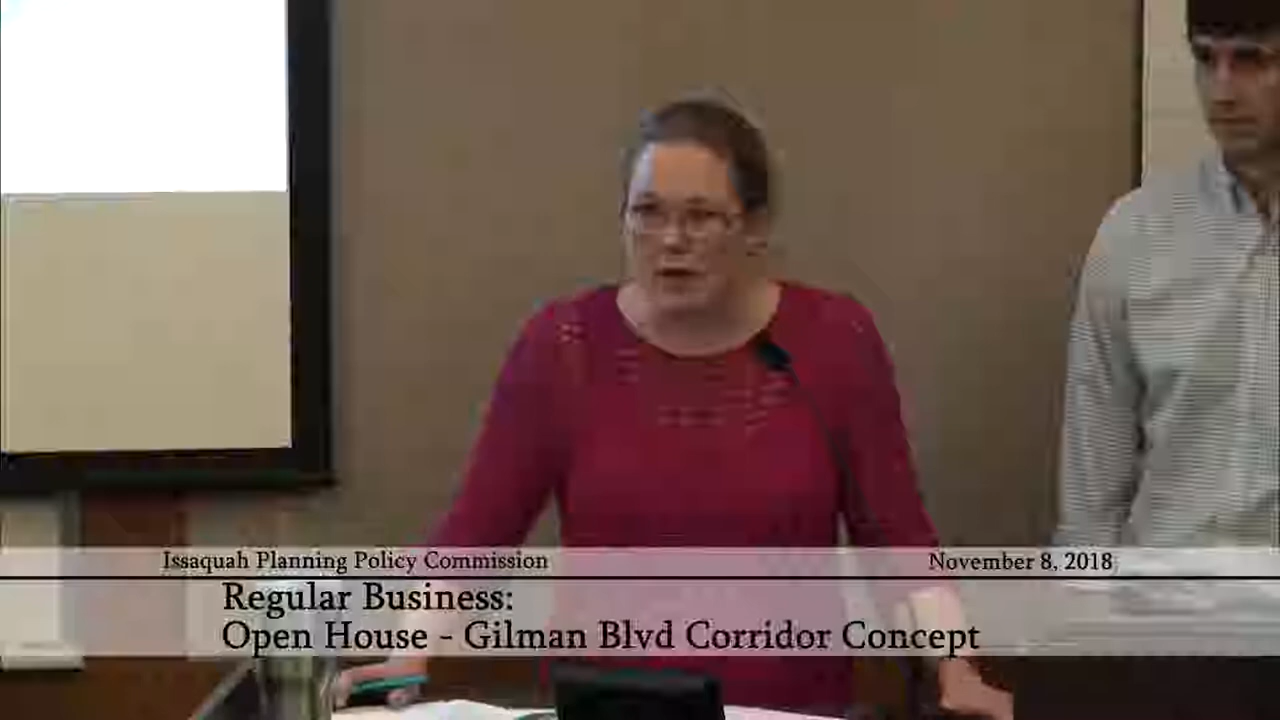 Issaquah Planning Policy Commission
November 8, 2018
Regular Business:
Open House - Gilman Blvd Corridor Concept